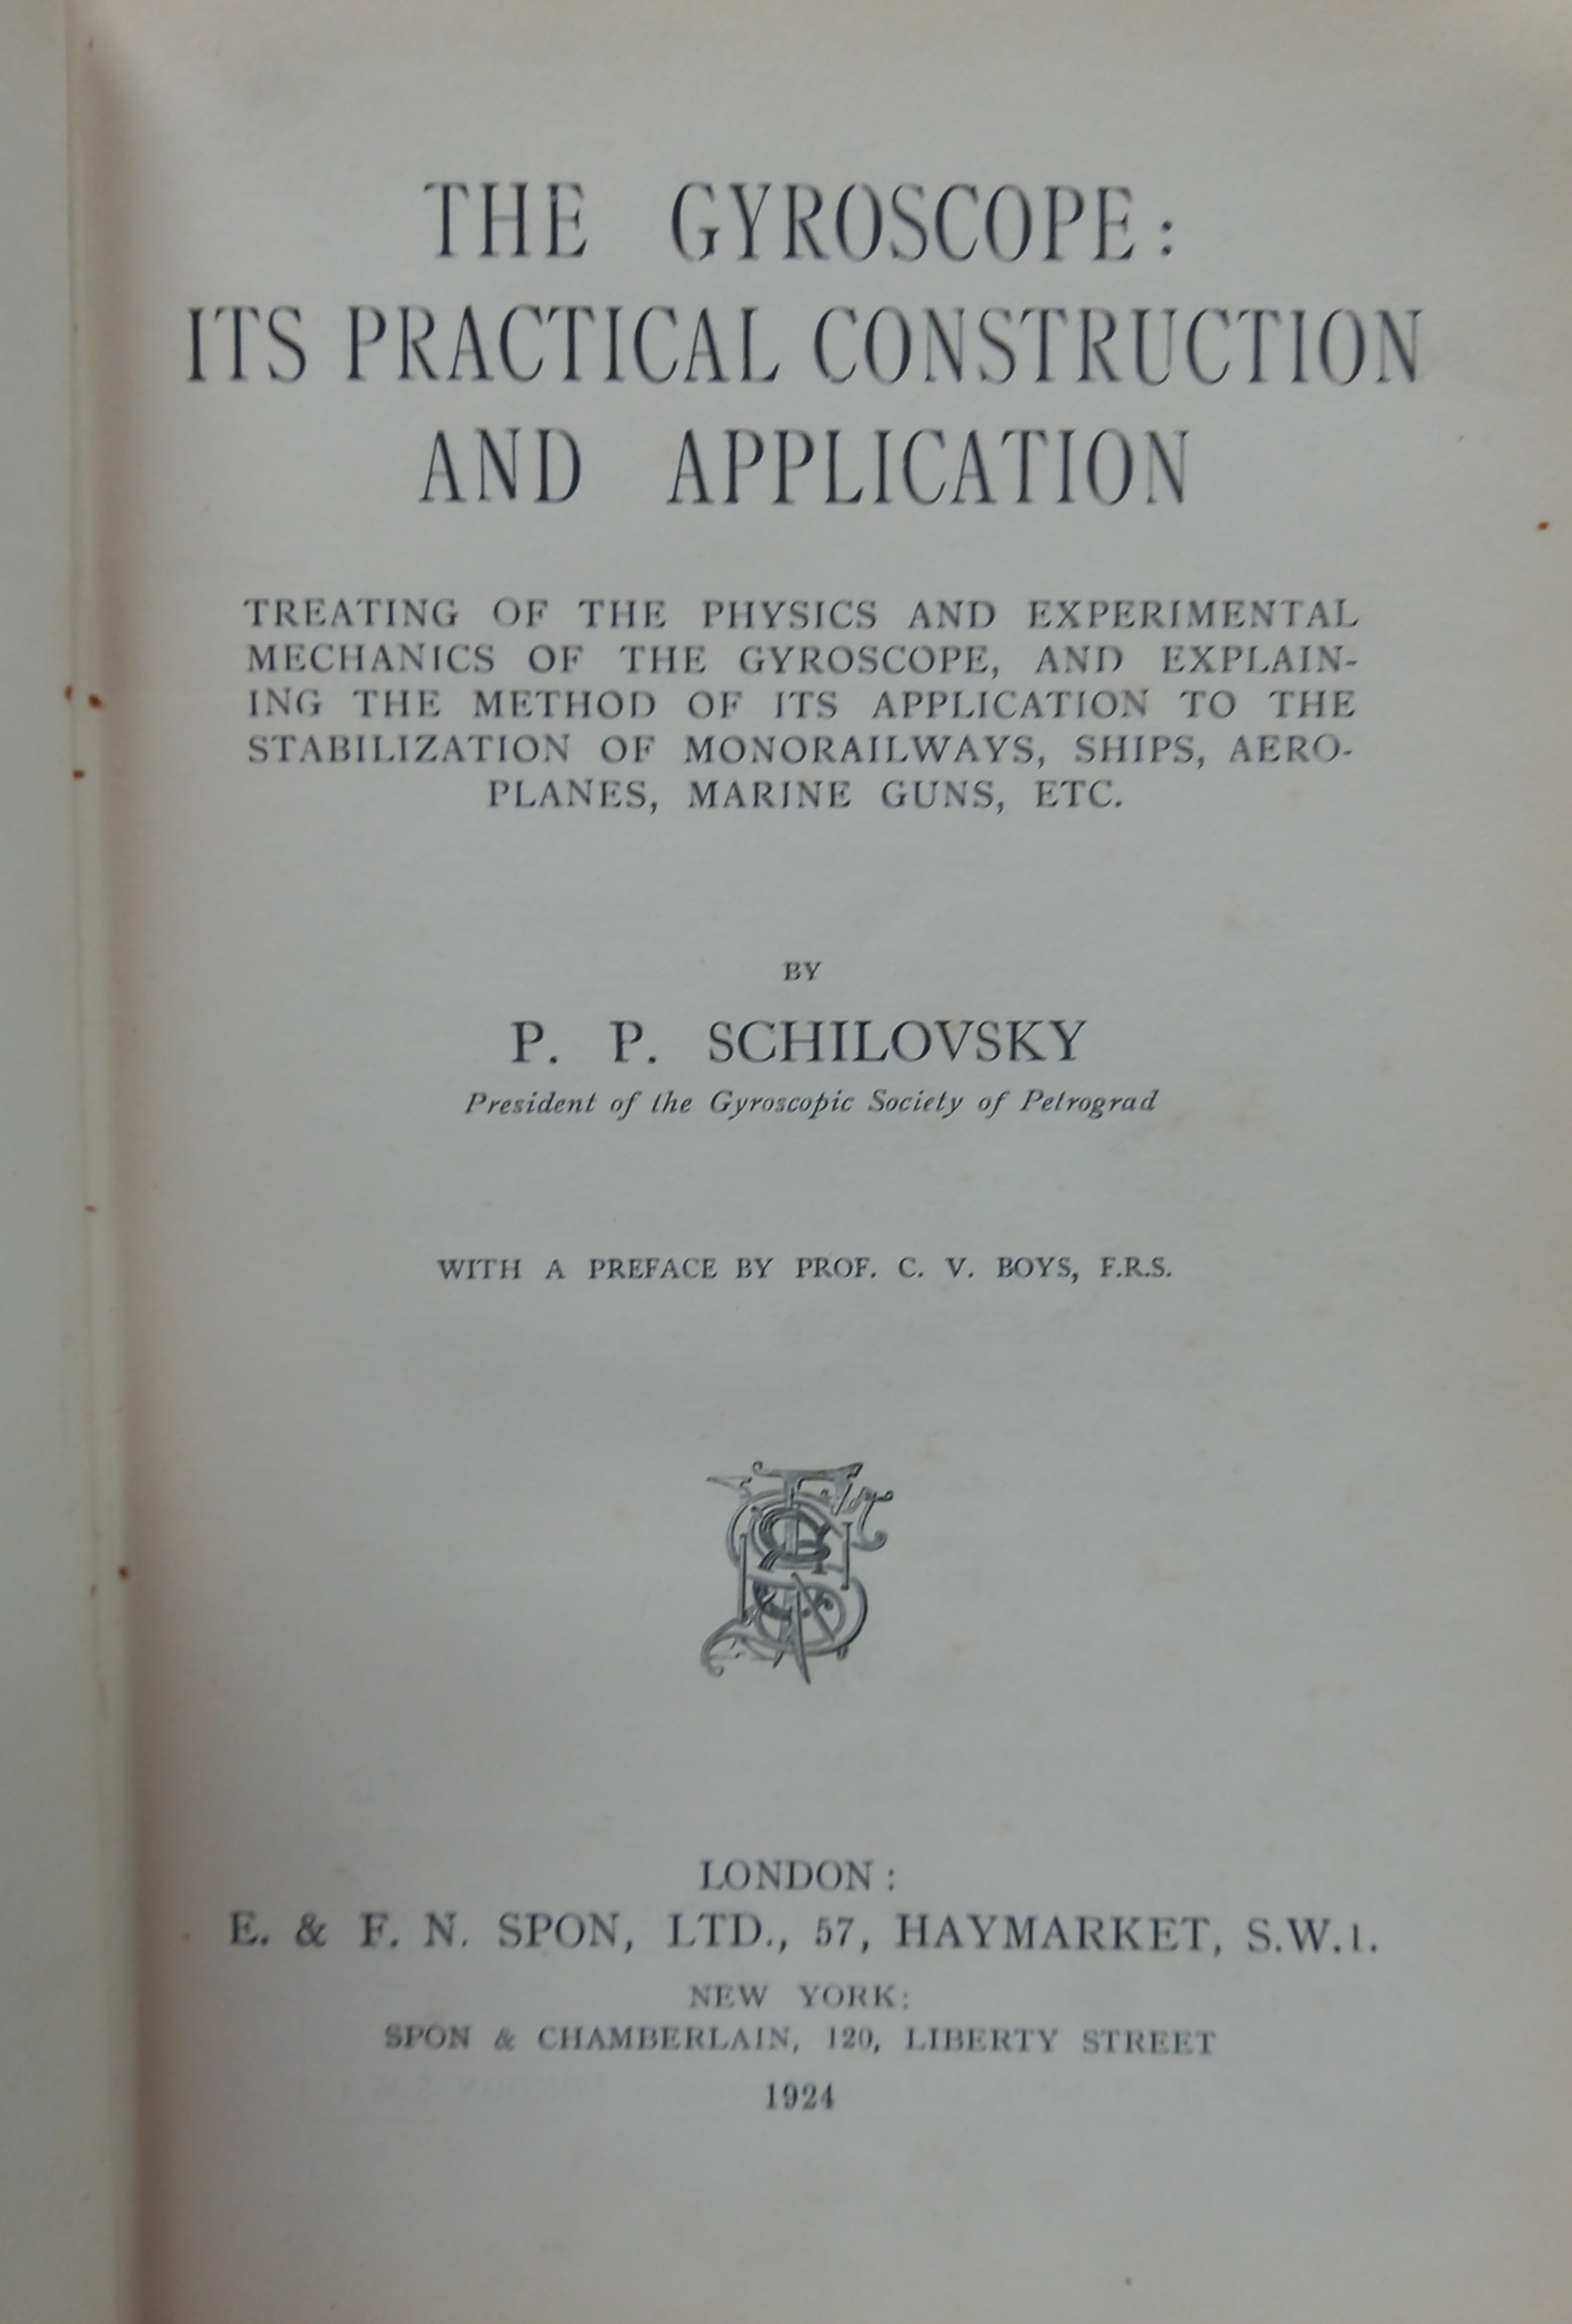 THE GYROSCOPE:
ITS PRACTICAL CONSTRUCTION
AND APPLICATION
TREATING OF THE PHYSICS AND EXPERIMENTAL
MECHANICS OF THE GYROSCOPE, AND EXPLAIN-
ING THE METHOD OF ITS APPLICATION TO THE
STABILIZATION OF MONORAILWAYS, SHIPS, AERO-
PLANES, MARINE GUNS, ETC.
BY
P. P. SCHILOVSKY
President of the Gyroscopic Society of Petrograd
WITH A PREFACE BY PROF. C. V. BOYS, F.R.S.
LONDON:
E. & F. N. SPON, LTD., 57, HAYMARKET, S.W.1.
NEW YORK:
SPON & CHAMBERLAIN, 120, LIBERTY STREET
1924